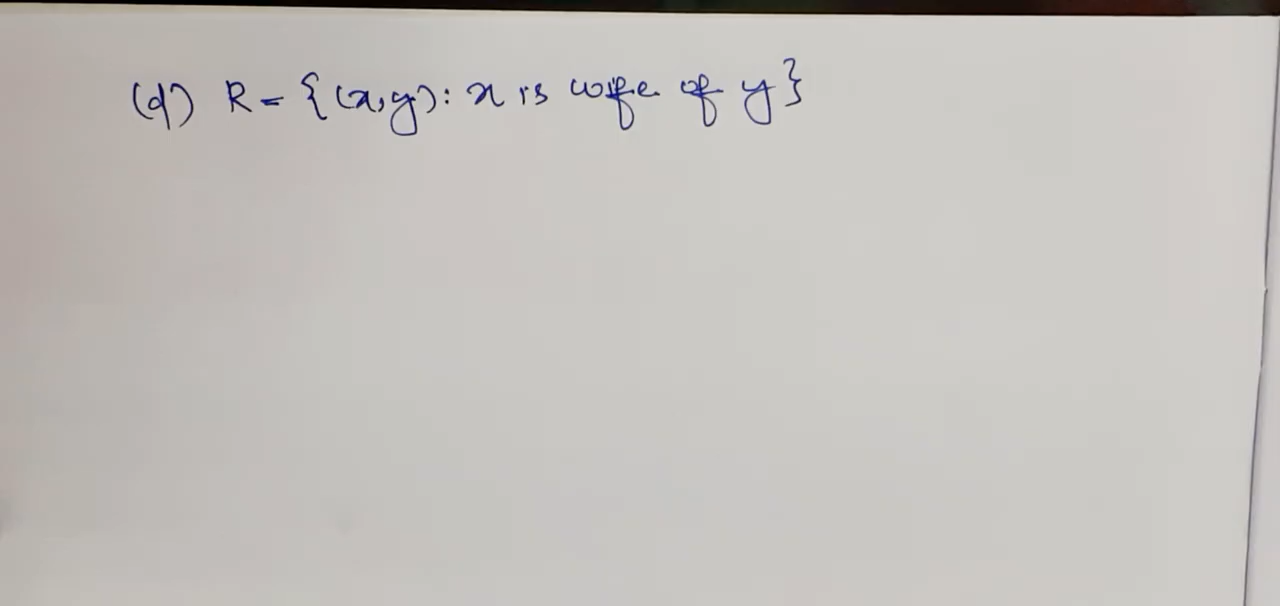 (d) R = {(x,y): x is wife of y}